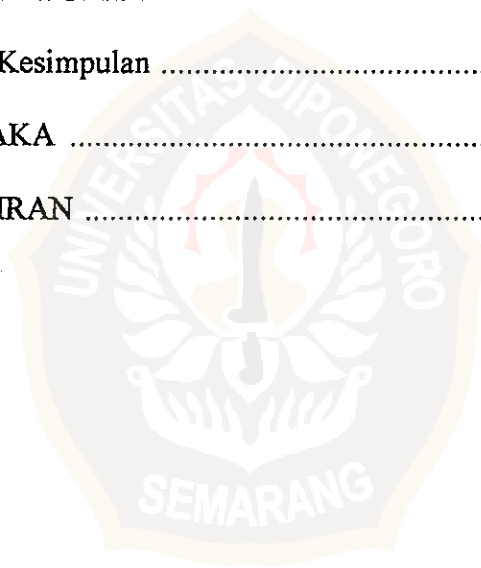 Kesimpulan ........................................
AKA ........................................................
IRAN .....................................................
UNIVERSITAS DIPONEGORO
SEMARANG